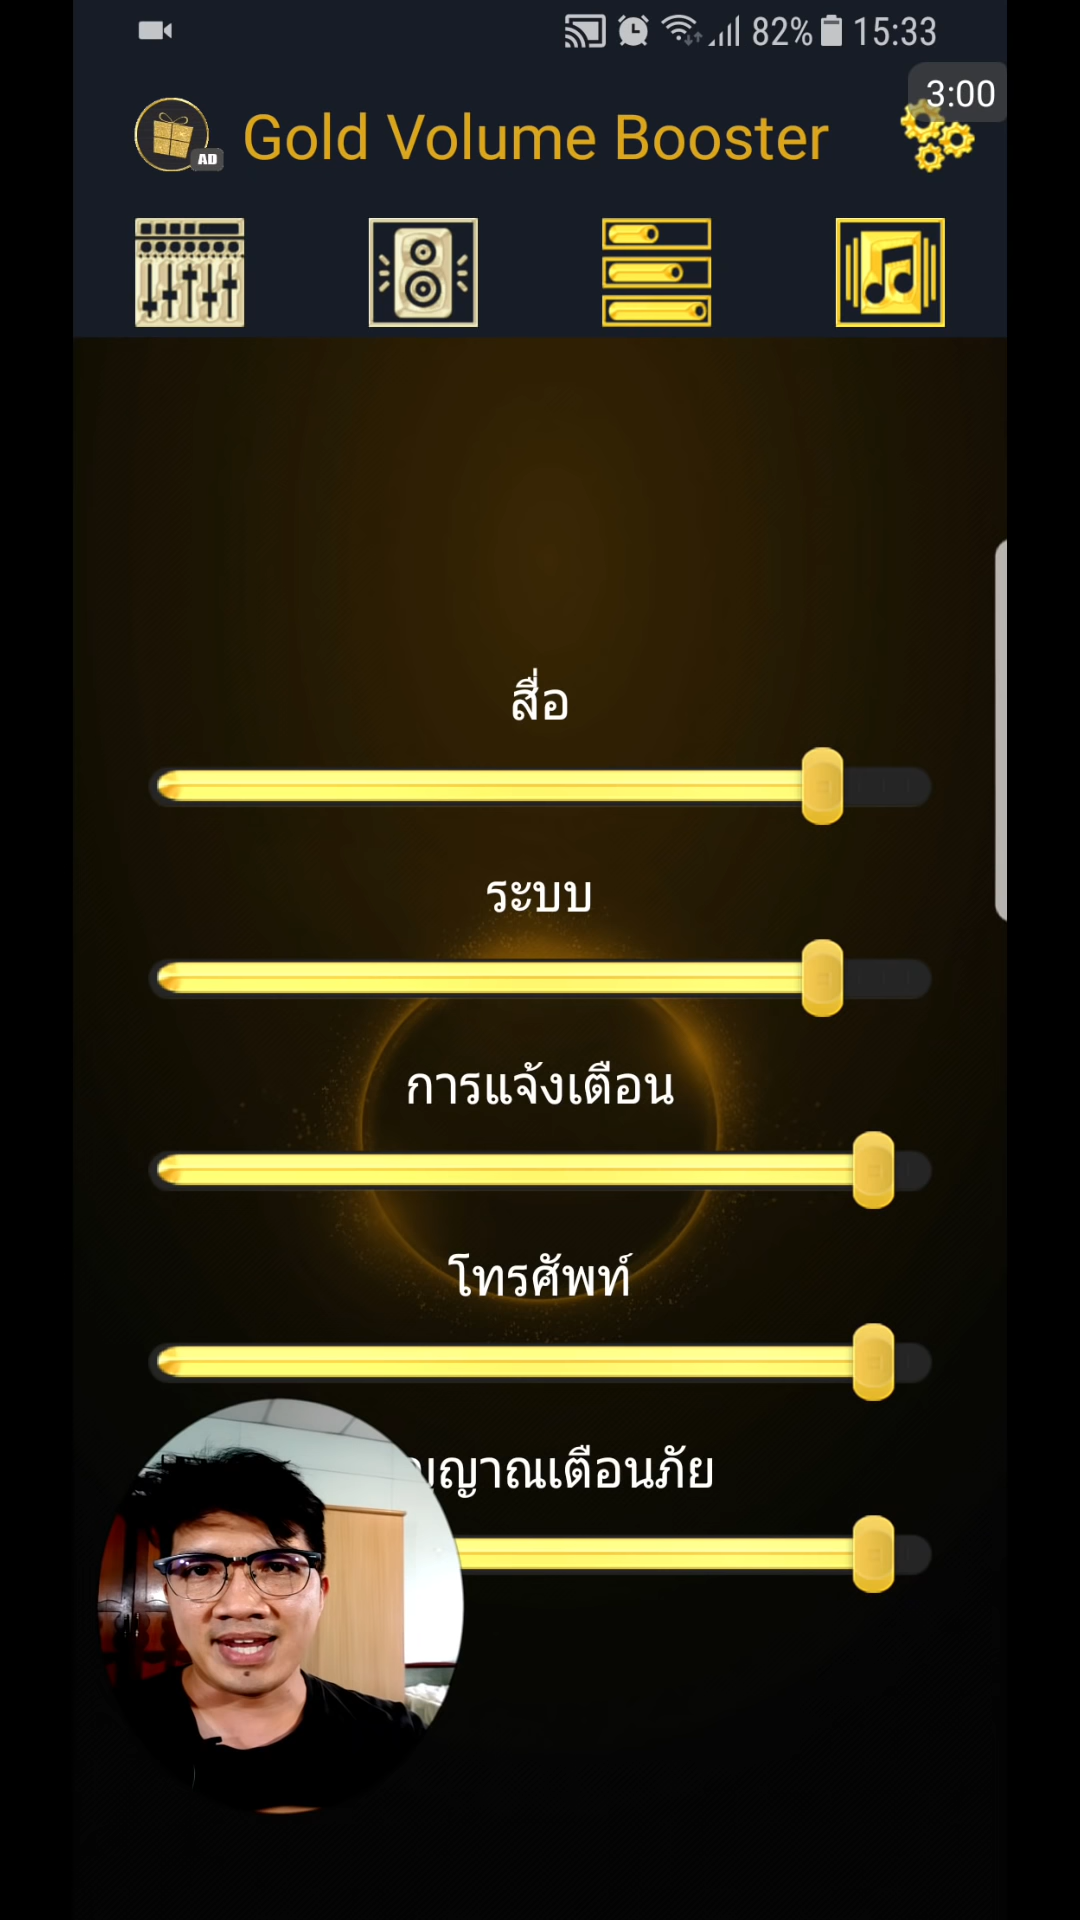 82% 15:33
3:00
AD
Gold Volume Booster
สื่อ
ระบบ
การแจ้งเตือน
โทรศัพท์
ญญาณเตือนภัย